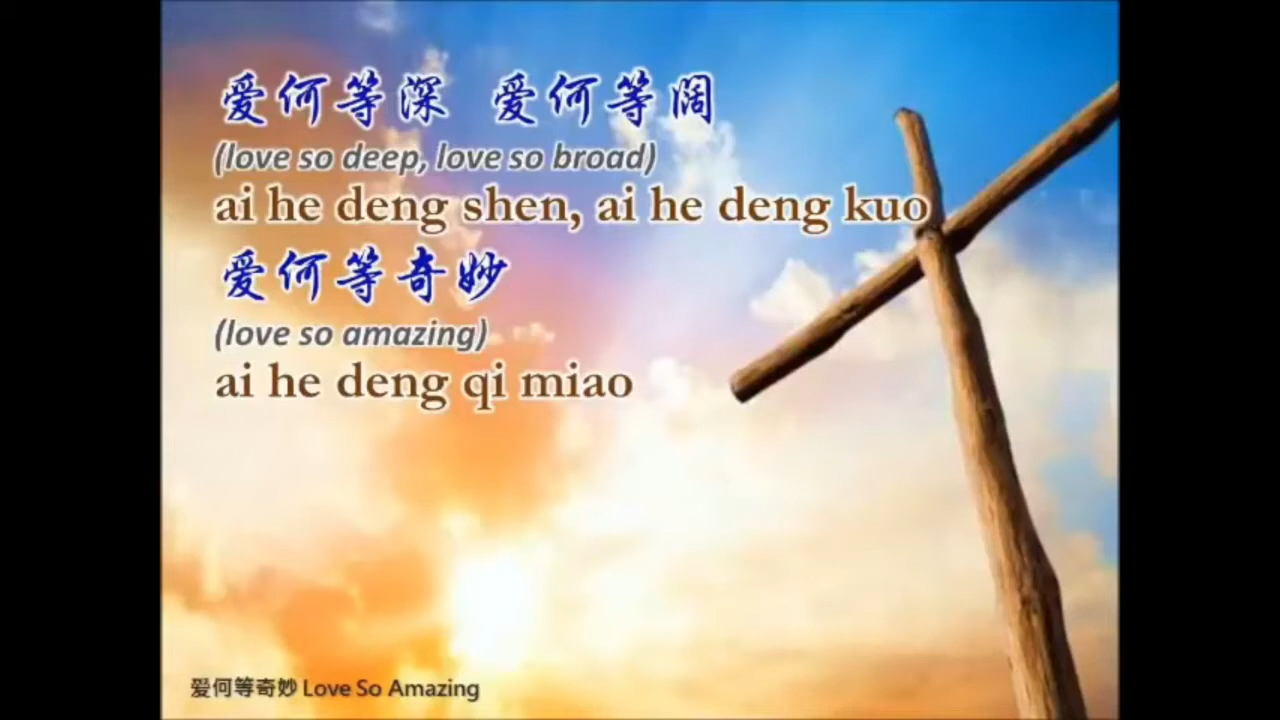 爱何等深 爱何等阔
(love so deep, love so broad)
ai he deng shen, ai he deng kuo
爱何等奇妙
(love so amazing)
ai he deng qi miao
爱何等奇妙 Love So Amazing